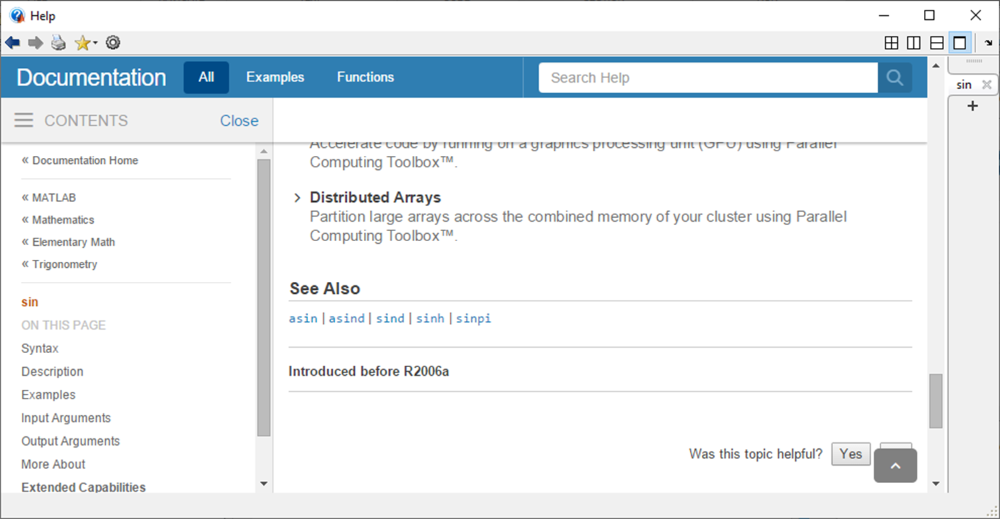 Help
Documentation All Examples Functions Search Help
sin
CONTENTS Close
« Documentation Home
« MATLAB
« Mathematics
« Elementary Math
« Trigonometry
sin
ON THIS PAGE
Syntax
Description
Examples
Input Arguments
Output Arguments
More About
Extended Capabilities
Accelerate code by running on a graphics processing unit (GPU) using Parallel
Computing Toolbox™.
Distributed Arrays
Partition large arrays across the combined memory of your cluster using Parallel
Computing Toolbox™.
See Also
asin | asind | sind | sinh | sinpi
Introduced before R2006a
Was this topic helpful? Yes